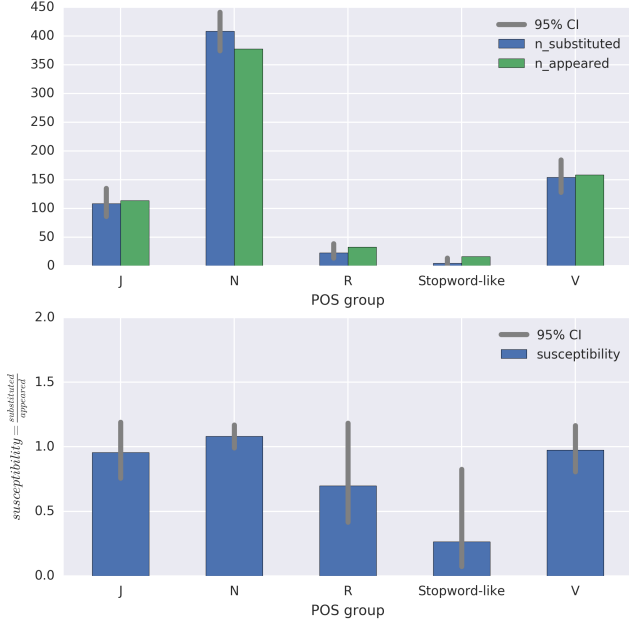 450
400
350
300
250
200
150
100
50
0
95% CI
n_substituted
n_appeared
J N R Stopword-like V
POS group
2.0
1.5
1.0
0.5
0.0
susceptibility = substituted / appeared
95% CI
susceptibility
J N R Stopword-like V
POS group